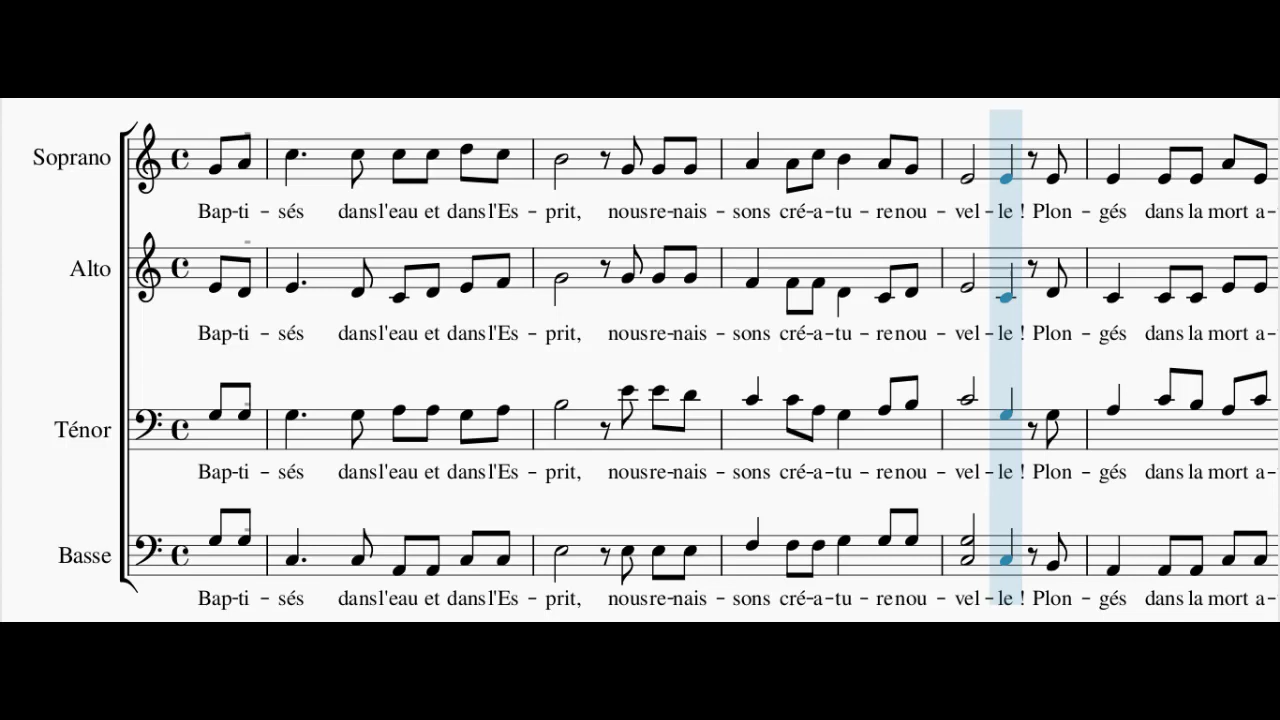 Soprano
Bap-ti – sés dans l'eau et dans l'Es – prit, nous re-nais – sons cré-a-tu – re nou – vel – le ! Plon – gés dans la mort a-
Alto
Bap-ti – sés dans l'eau et dans l'Es – prit, nous re-nais – sons cré-a-tu – re nou – vel – le ! Plon – gés dans la mort a-
Ténor
Bap-ti – sés dans l'eau et dans l'Es – prit, nous re-nais – sons cré-a-tu – re nou – vel – le ! Plon – gés dans la mort a-
Basse
Bap-ti – sés dans l'eau et dans l'Es – prit, nous re-nais – sons cré-a-tu – re nou – vel – le ! Plon – gés dans la mort a-